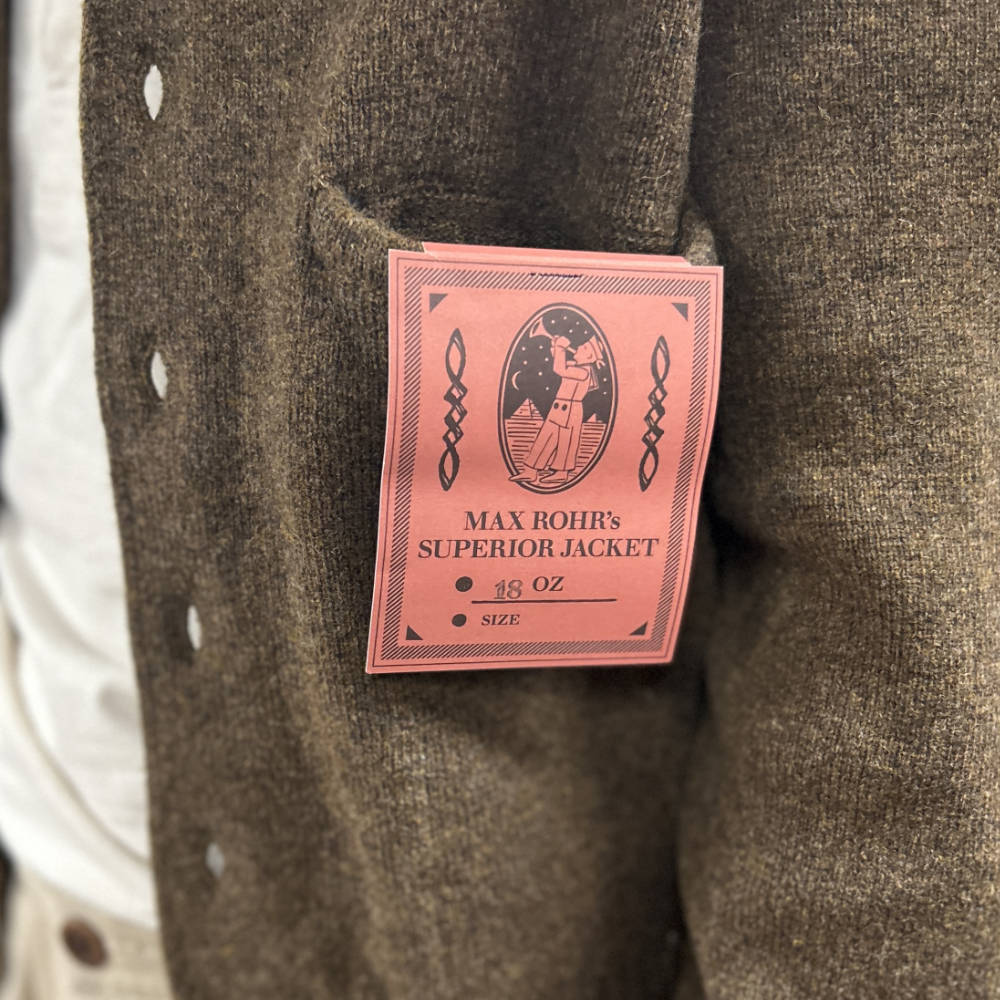 MAX ROHR's
SUPERIOR JACKET
18 OZ
SIZE